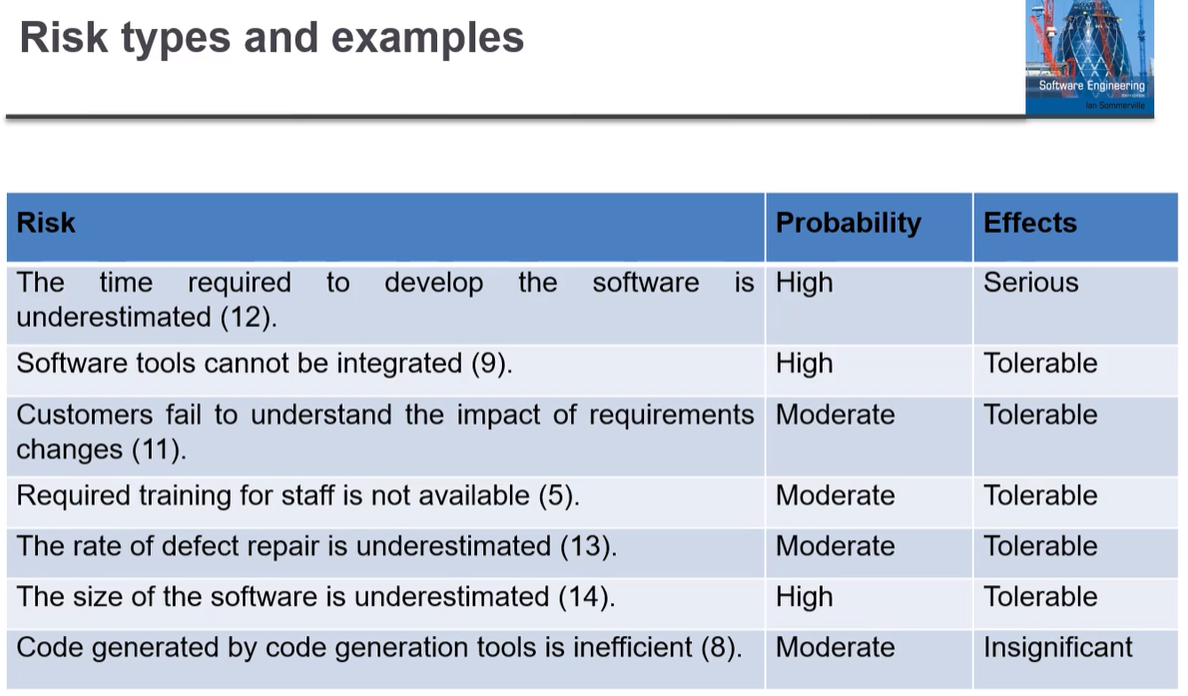 Risk types and examples
Software Engineering
Ian Sommerville
Risk Probability Effects
The time required to develop the software is High Serious
underestimated (12).
Software tools cannot be integrated (9). High Tolerable
Customers fail to understand the impact of requirements Moderate Tolerable
changes (11).
Required training for staff is not available (5). Moderate Tolerable
The rate of defect repair is underestimated (13). Moderate Tolerable
The size of the software is underestimated (14). High Tolerable
Code generated by code generation tools is inefficient (8). Moderate Insignificant